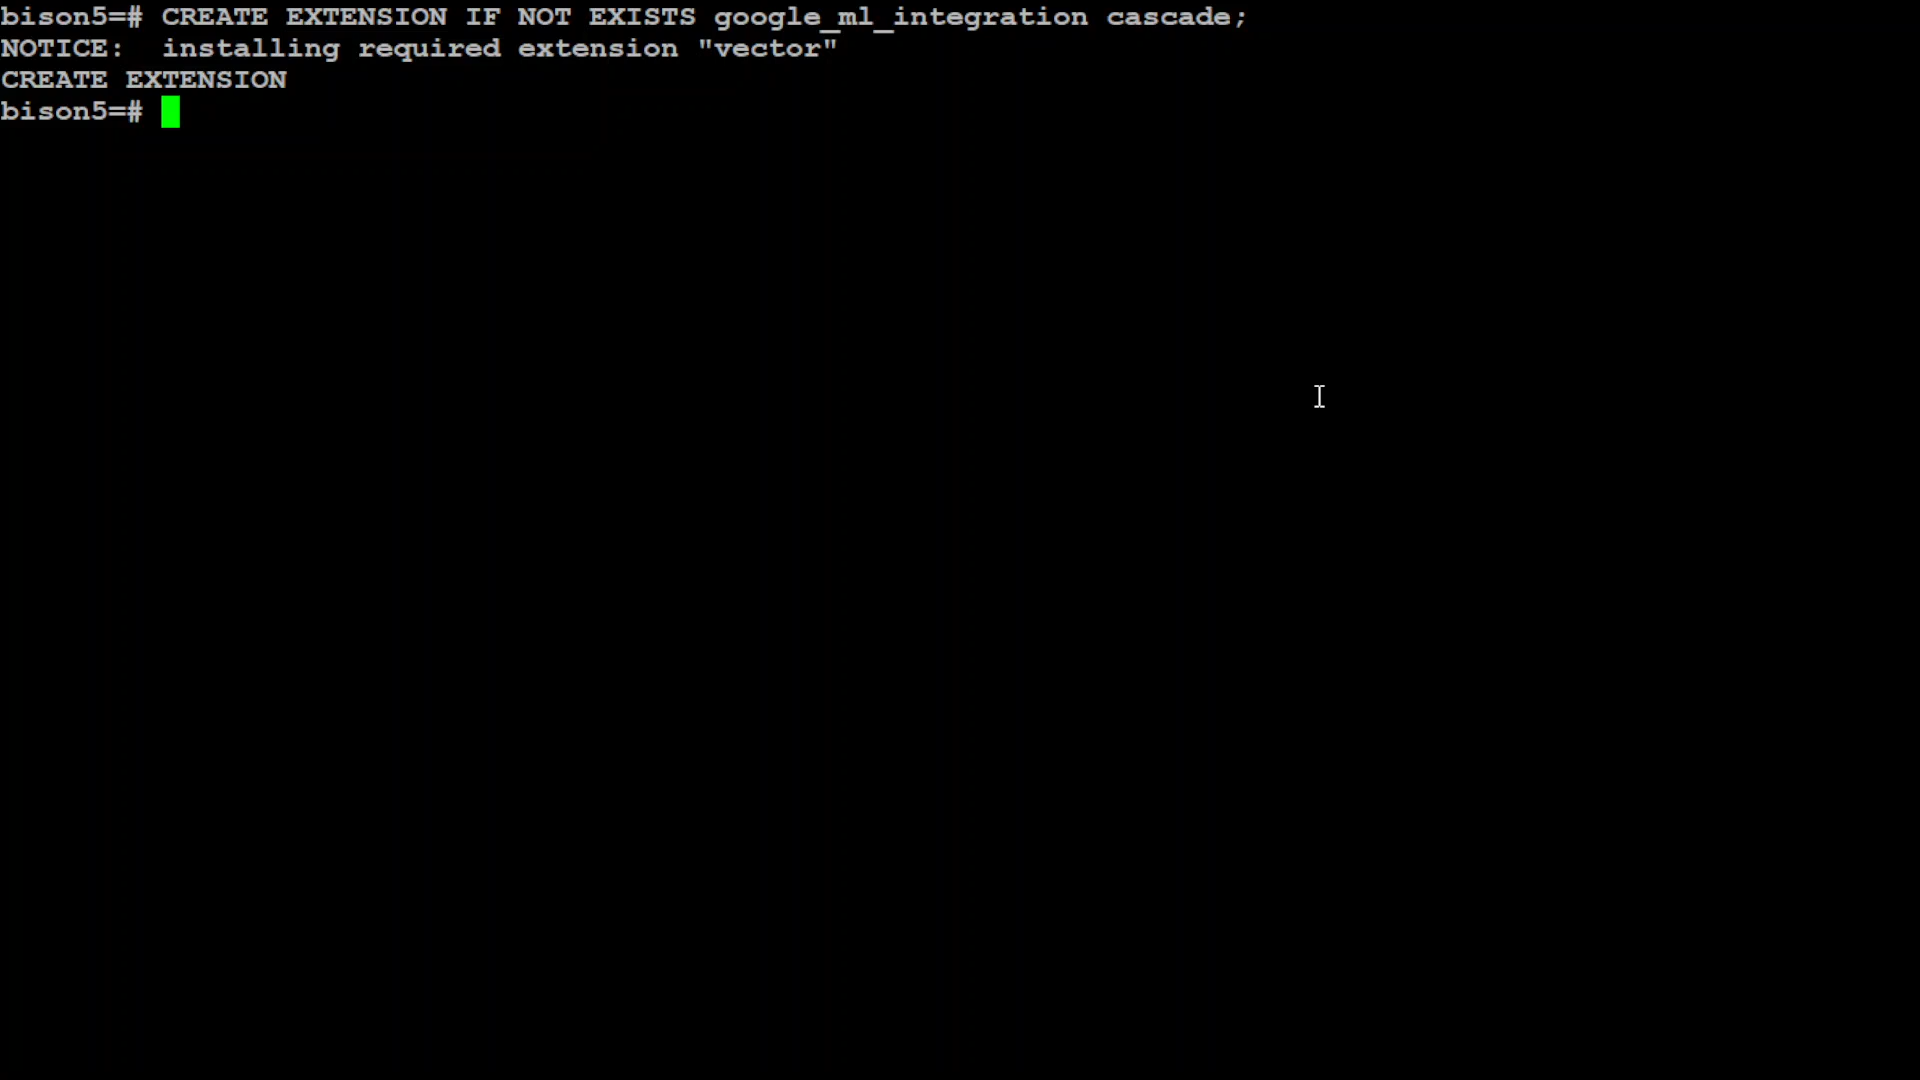 bison5=# CREATE EXTENSION IF NOT EXISTS google_ml_integration cascade;
NOTICE:  installing required extension "vector"
CREATE EXTENSION
bison5=#